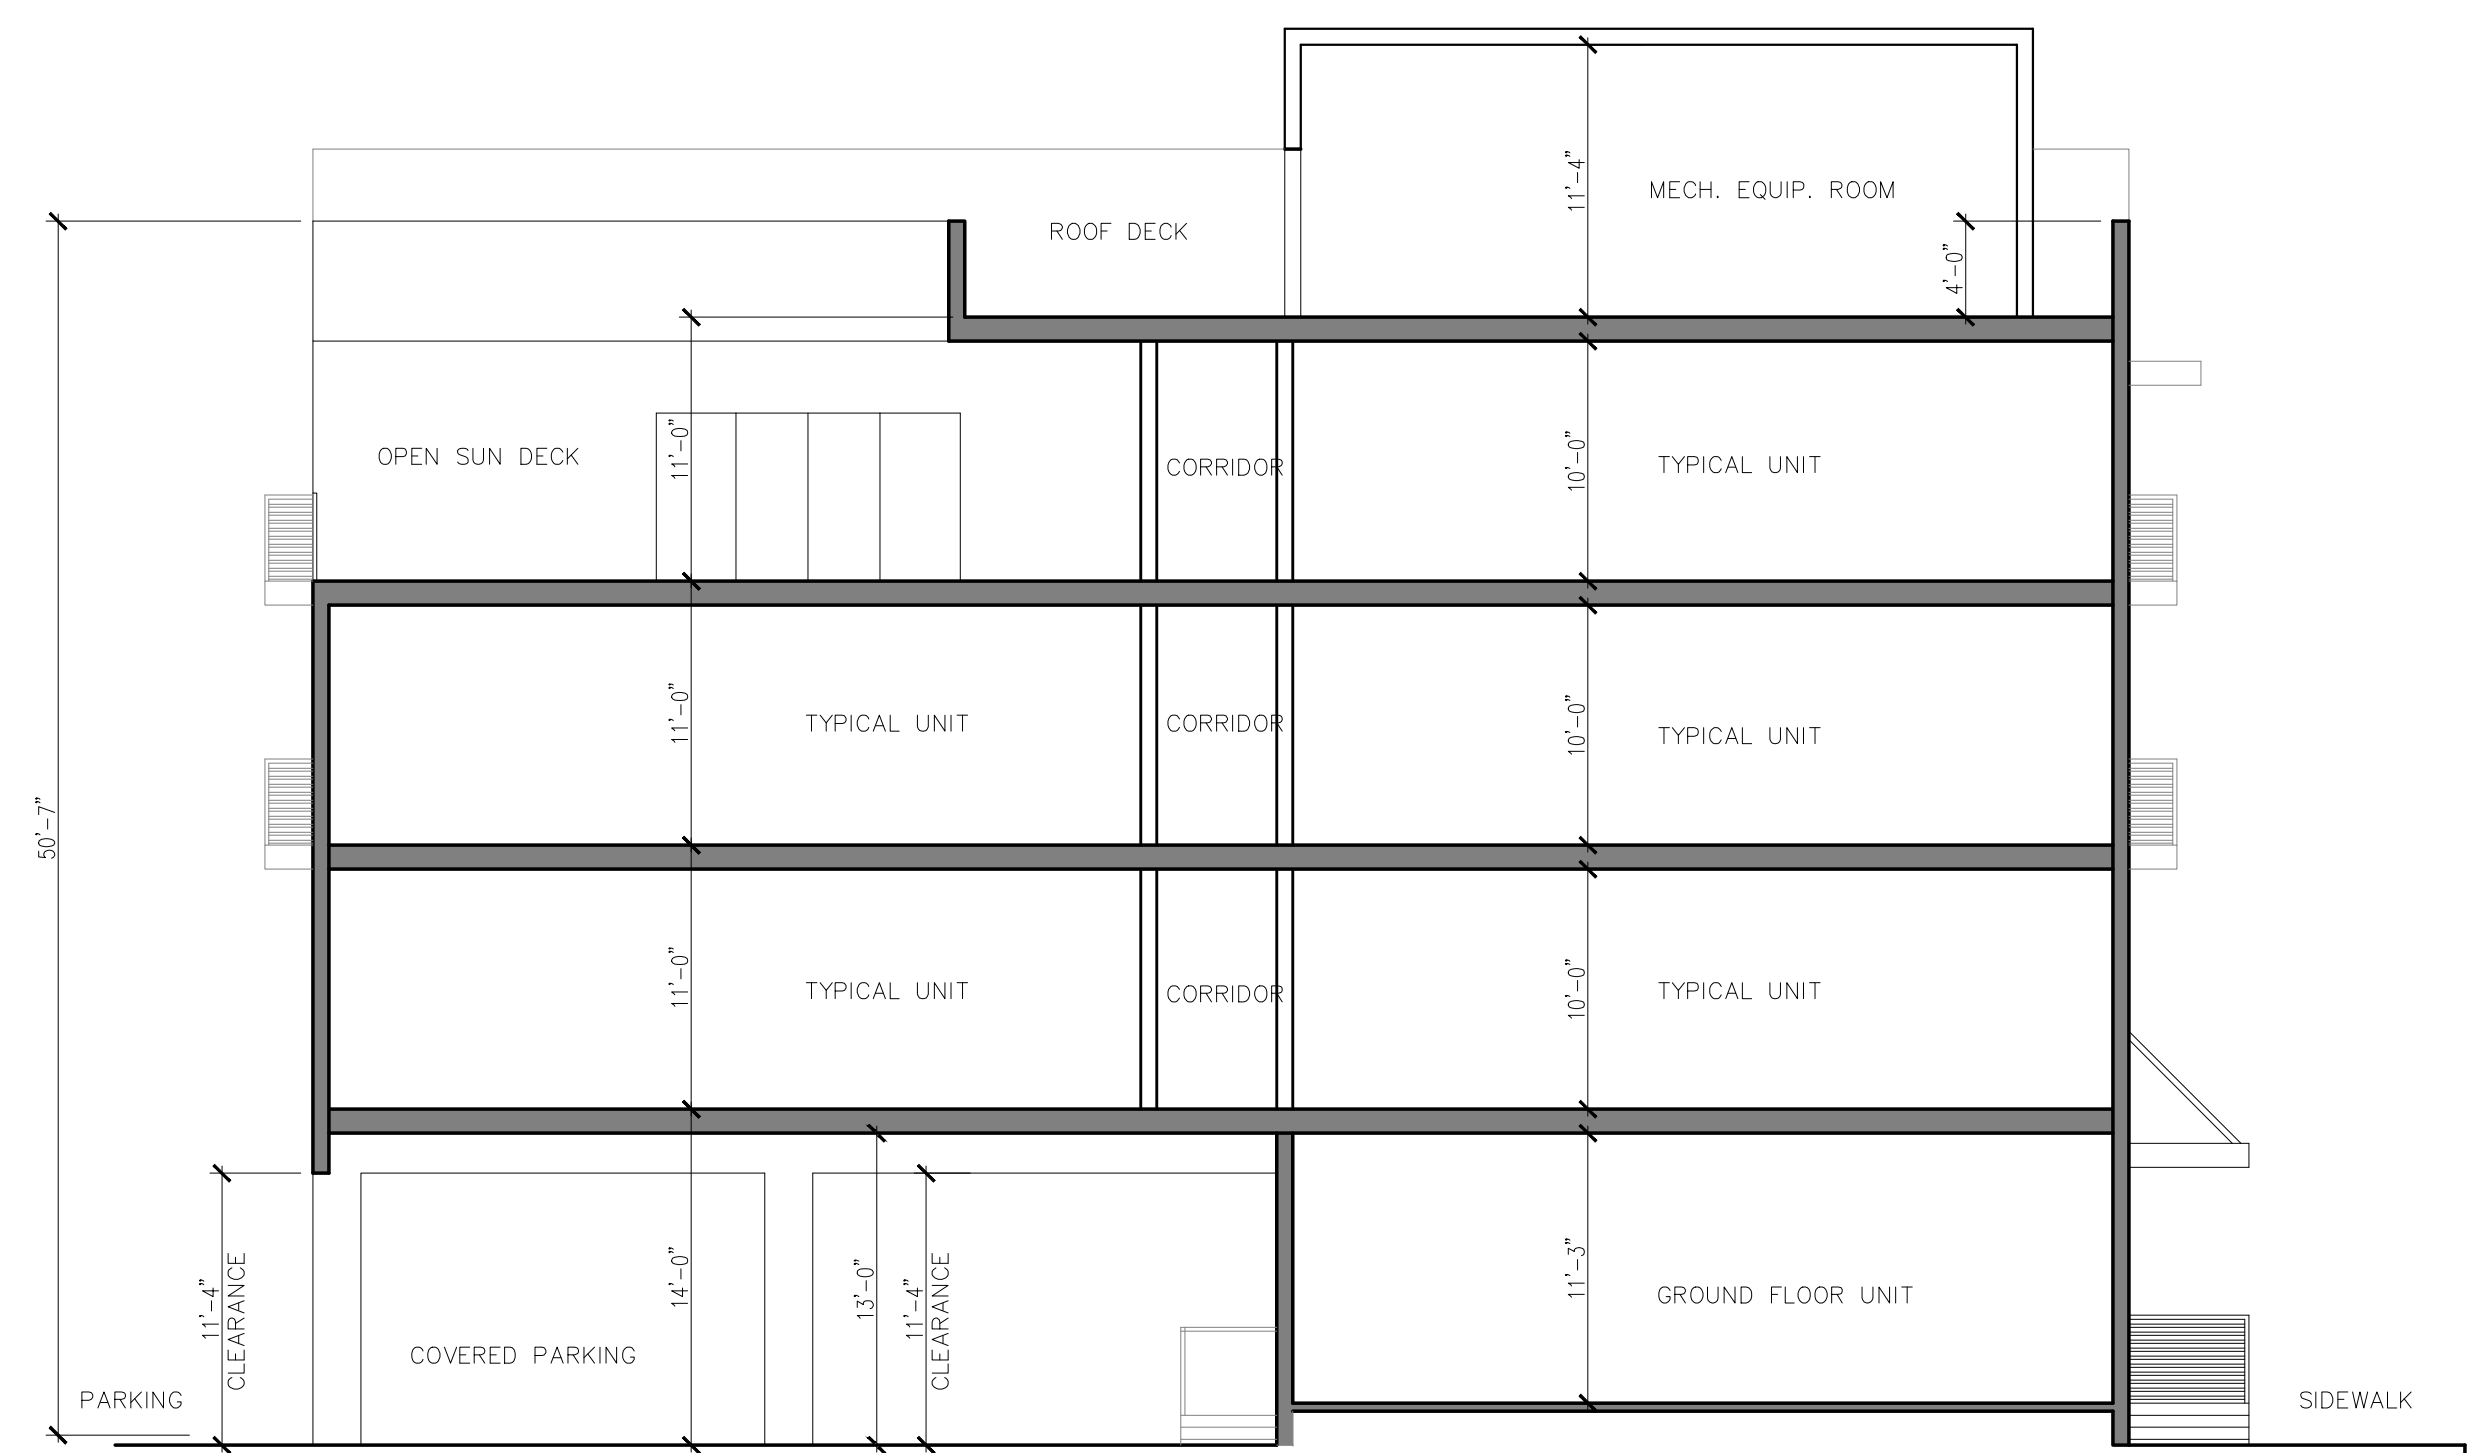 11'-4"
MECH. EQUIP. ROOM
ROOF DECK
4'-0"
OPEN SUN DECK
11'-0"
CORRIDOR
10'-0"
TYPICAL UNIT
50'-7"
11'-0"
TYPICAL UNIT
CORRIDOR
10'-0"
TYPICAL UNIT
11'-0"
TYPICAL UNIT
CORRIDOR
10'-0"
TYPICAL UNIT
PARKING
11'-4"
CLEARANCE
COVERED PARKING
14'-0"
13'-0"
11'-4"
CLEARANCE
11'-3"
GROUND FLOOR UNIT
SIDEWALK